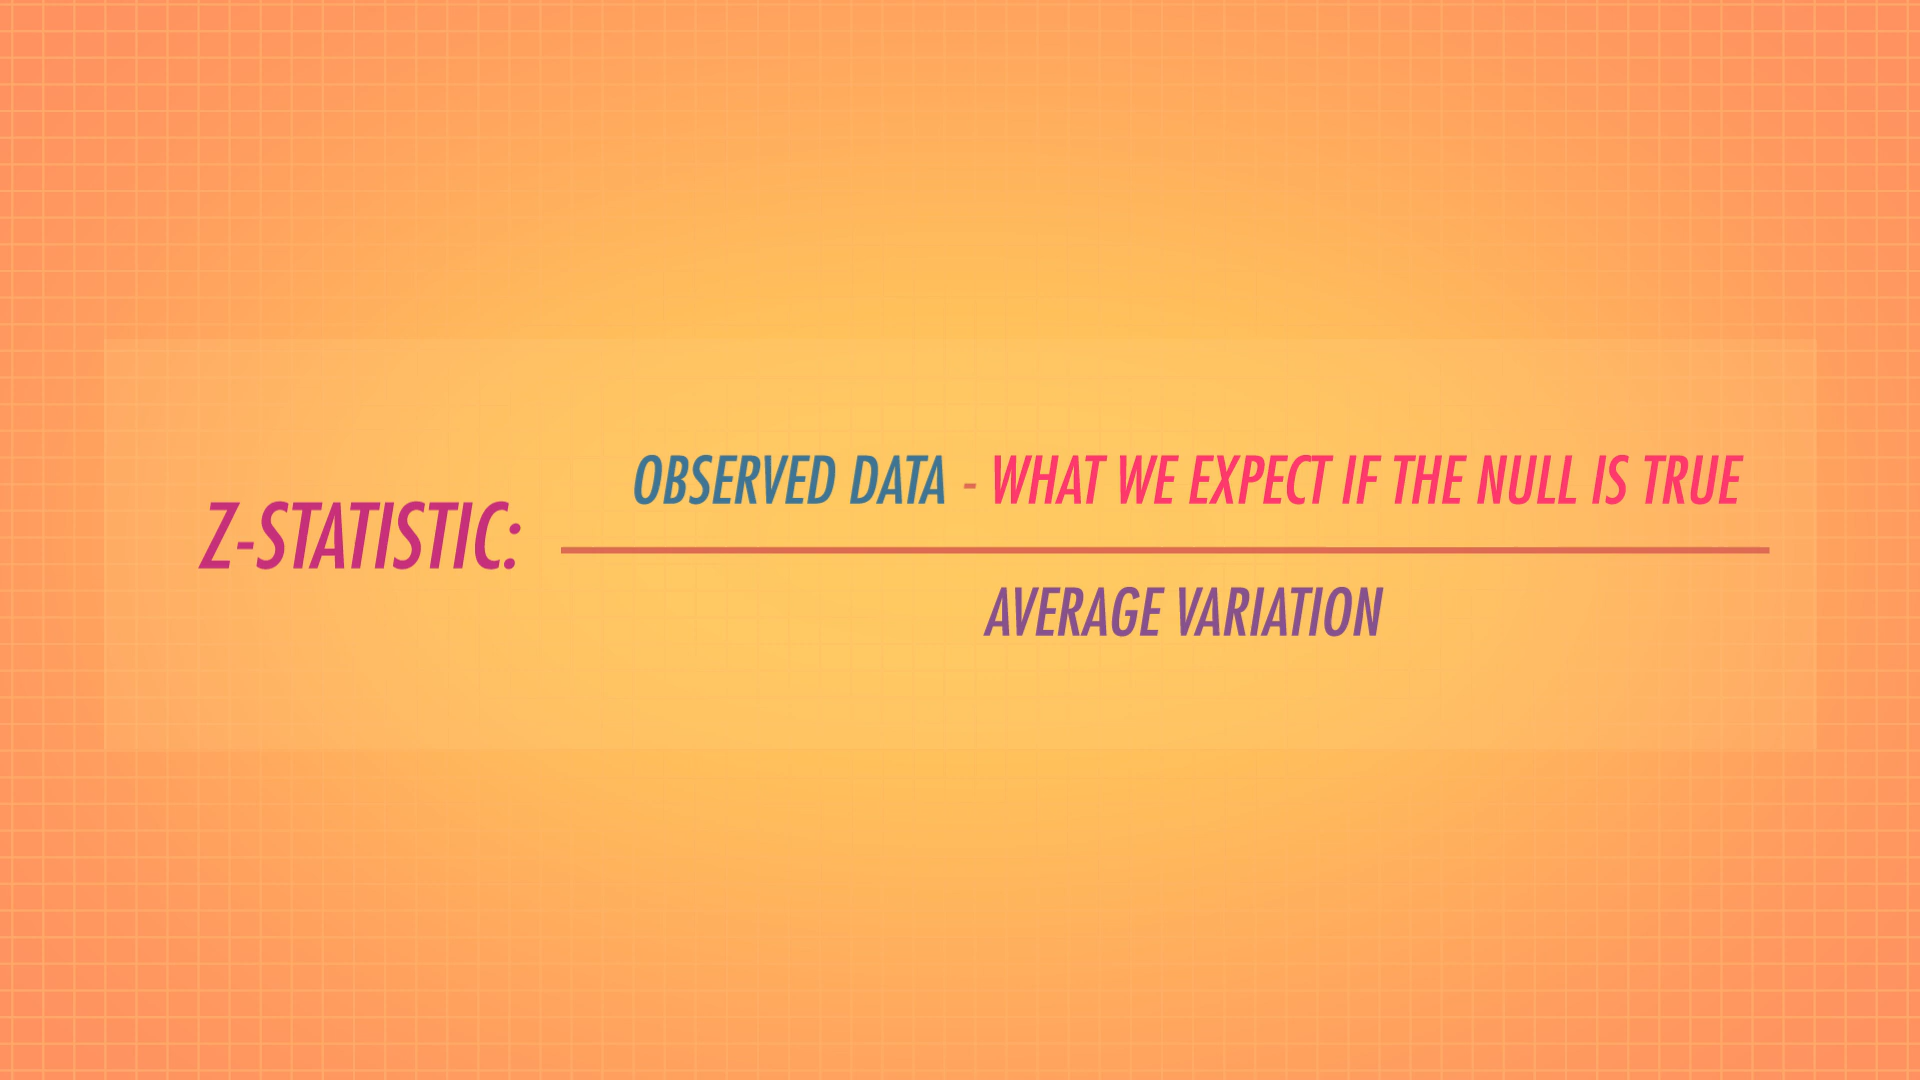 Z-STATISTIC:
OBSERVED DATA - WHAT WE EXPECT IF THE NULL IS TRUE
AVERAGE VARIATION